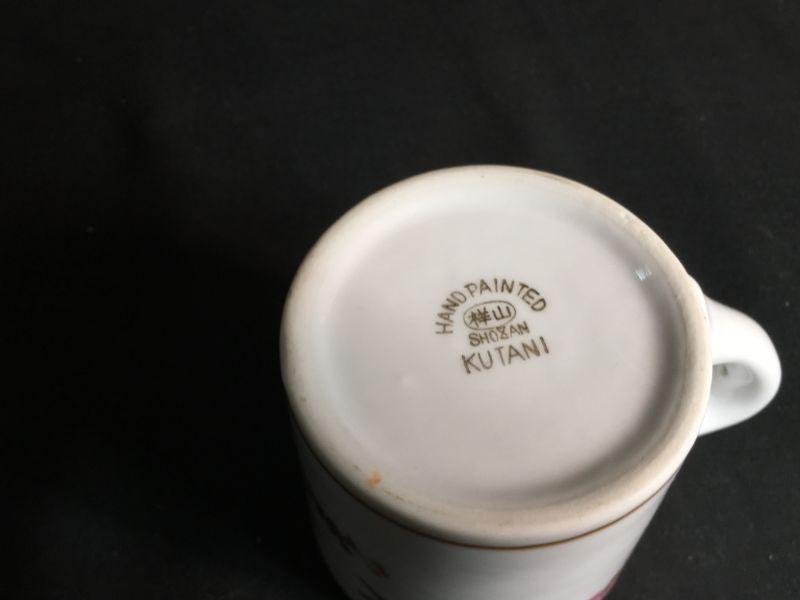 HAND PAINTED
祥山
SHOZAN
KUTANI